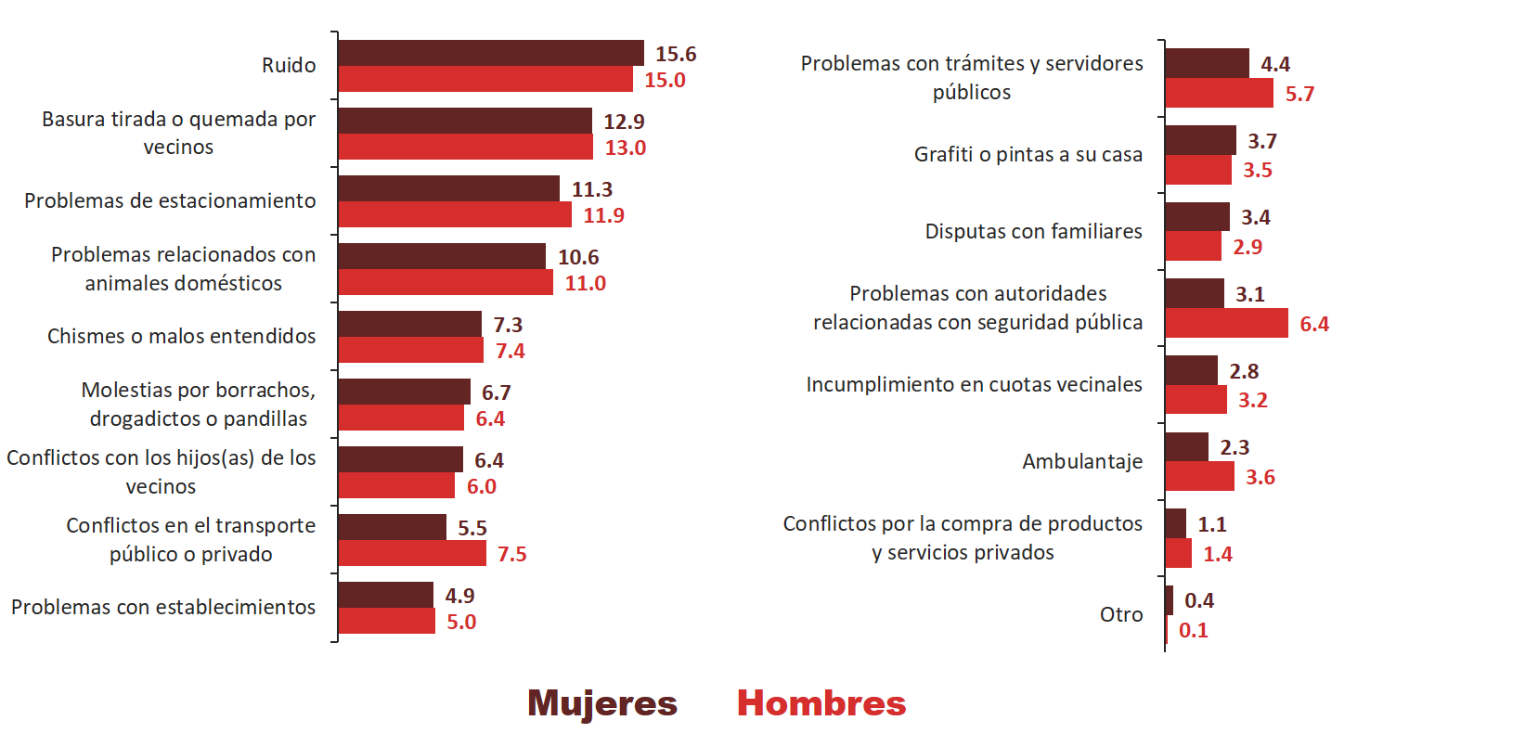 Ruido
15.6
15.0
Basura tirada o quemada por
vecinos
12.9
13.0
Problemas de estacionamiento
11.3
11.9
Problemas relacionados con
animales domésticos
10.6
11.0
Chismes o malos entendidos
7.3
7.4
Molestias por borrachos,
drogadictos o pandillas
6.7
6.4
Conflictos con los hijos(as) de los
vecinos
6.4
6.0
Conflictos en el transporte
público o privado
5.5
7.5
Problemas con establecimientos
4.9
5.0
Problemas con trámites y servidores
públicos
4.4
5.7
Grafiti o pintas a su casa
3.7
3.5
Disputas con familiares
3.4
2.9
Problemas con autoridades
relacionadas con seguridad pública
3.1
6.4
Incumplimiento en cuotas vecinales
2.8
3.2
Ambulantaje
2.3
3.6
Conflictos por la compra de productos
y servicios privados
1.1
1.4
Otro
0.4
0.1
Mujeres Hombres